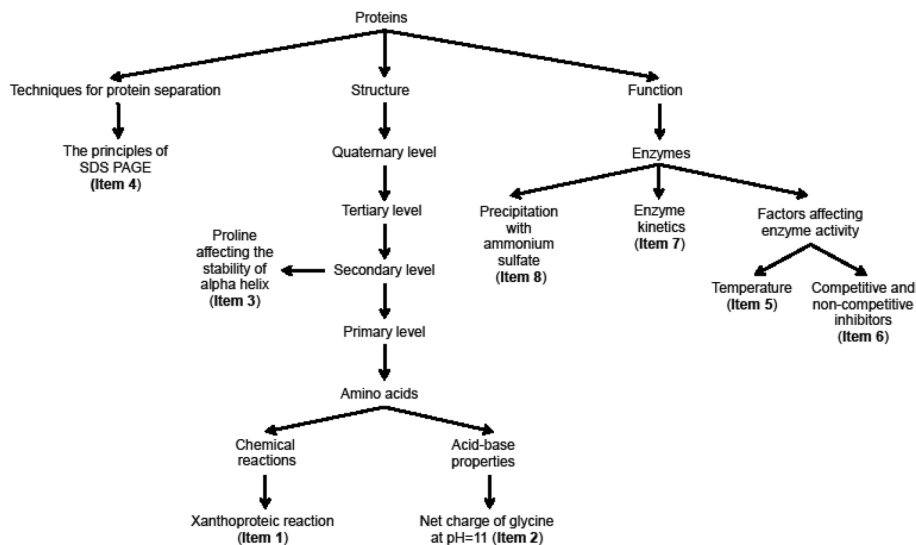 Proteins
Techniques for protein separation
Structure
Function
The principles of
SDS PAGE
(Item 4)
Quaternary level
Enzymes
Tertiary level
Precipitation
with
ammonium
sulfate
(Item 8)
Enzyme
kinetics
(Item 7)
Factors affecting
enzyme activity
Proline
affecting the
stability of
alpha helix
(Item 3)
Secondary level
Temperature
(Item 5)
Competitive and
non-competitive
inhibitors
(Item 6)
Primary level
Amino acids
Chemical
reactions
Acid-base
properties
Xanthoproteic reaction
(Item 1)
Net charge of glycine
at pH=11 (Item 2)